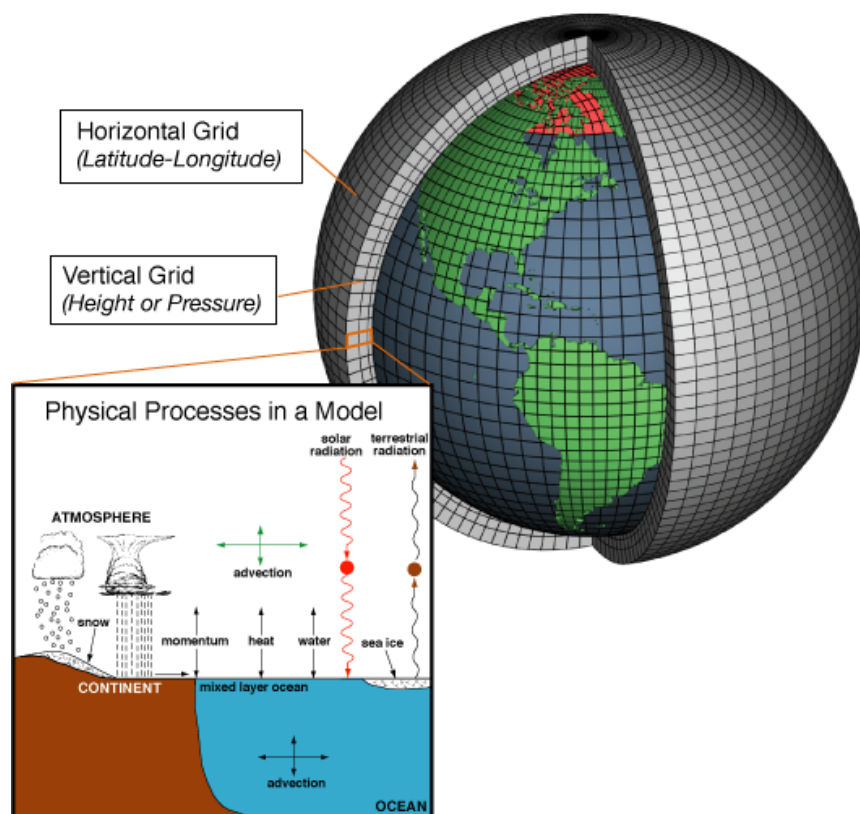 Horizontal Grid
(Latitude-Longitude)
Vertical Grid
(Height or Pressure)
Physical Processes in a Model
solar
radiation
terrestrial
radiation
ATMOSPHERE
advection
snow
momentum
heat
water
sea ice
CONTINENT
mixed layer ocean
advection
OCEAN